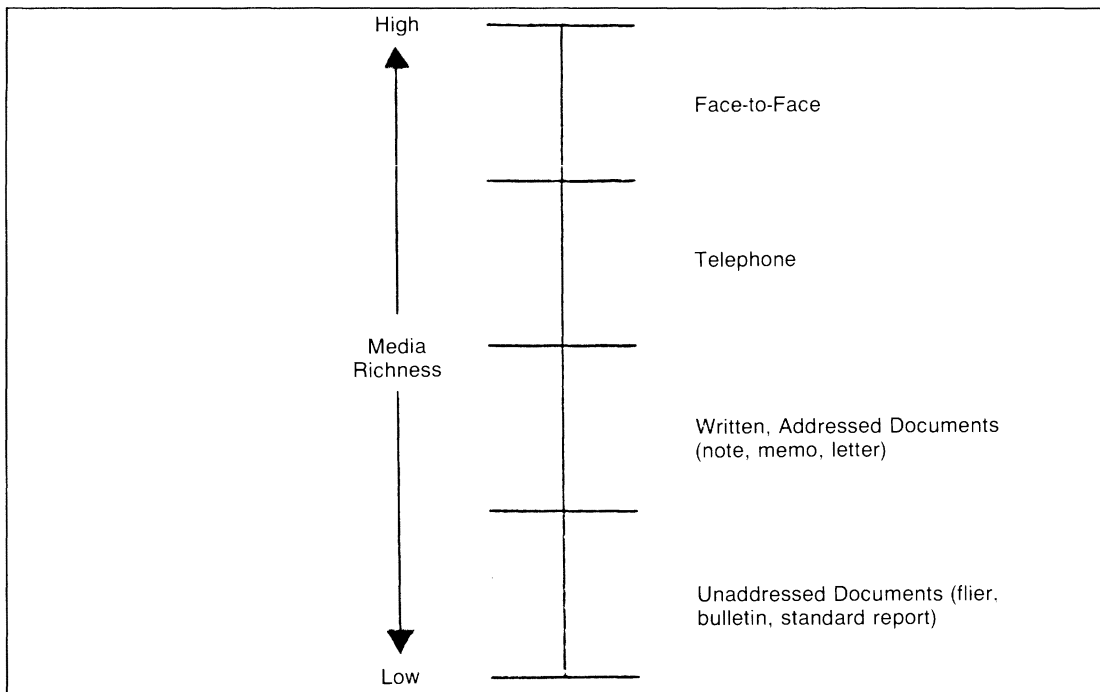 High
Face-to-Face
Telephone
Media
Richness
Written, Addressed Documents
(note, memo, letter)
Unaddressed Documents (flier,
bulletin, standard report)
Low